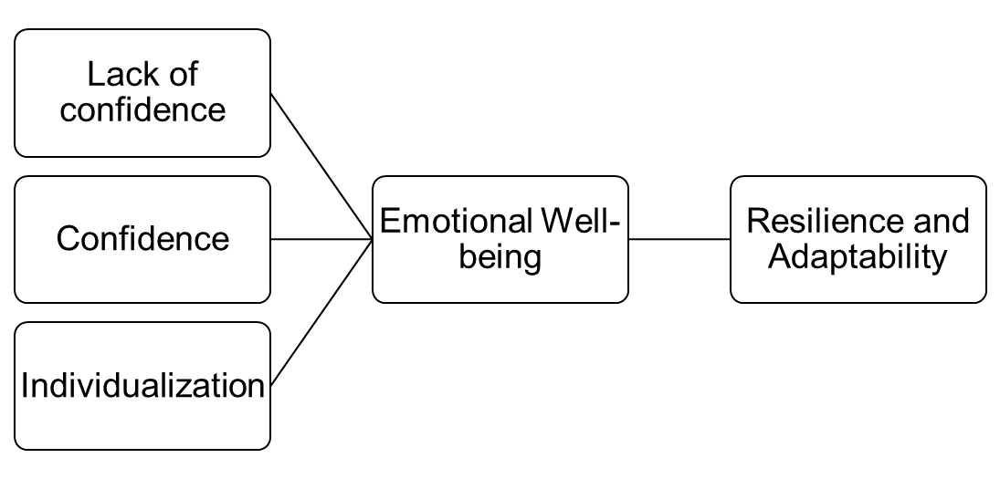 Lack of
confidence
Confidence
Individualization
Emotional Well-
being
Resilience and
Adaptability